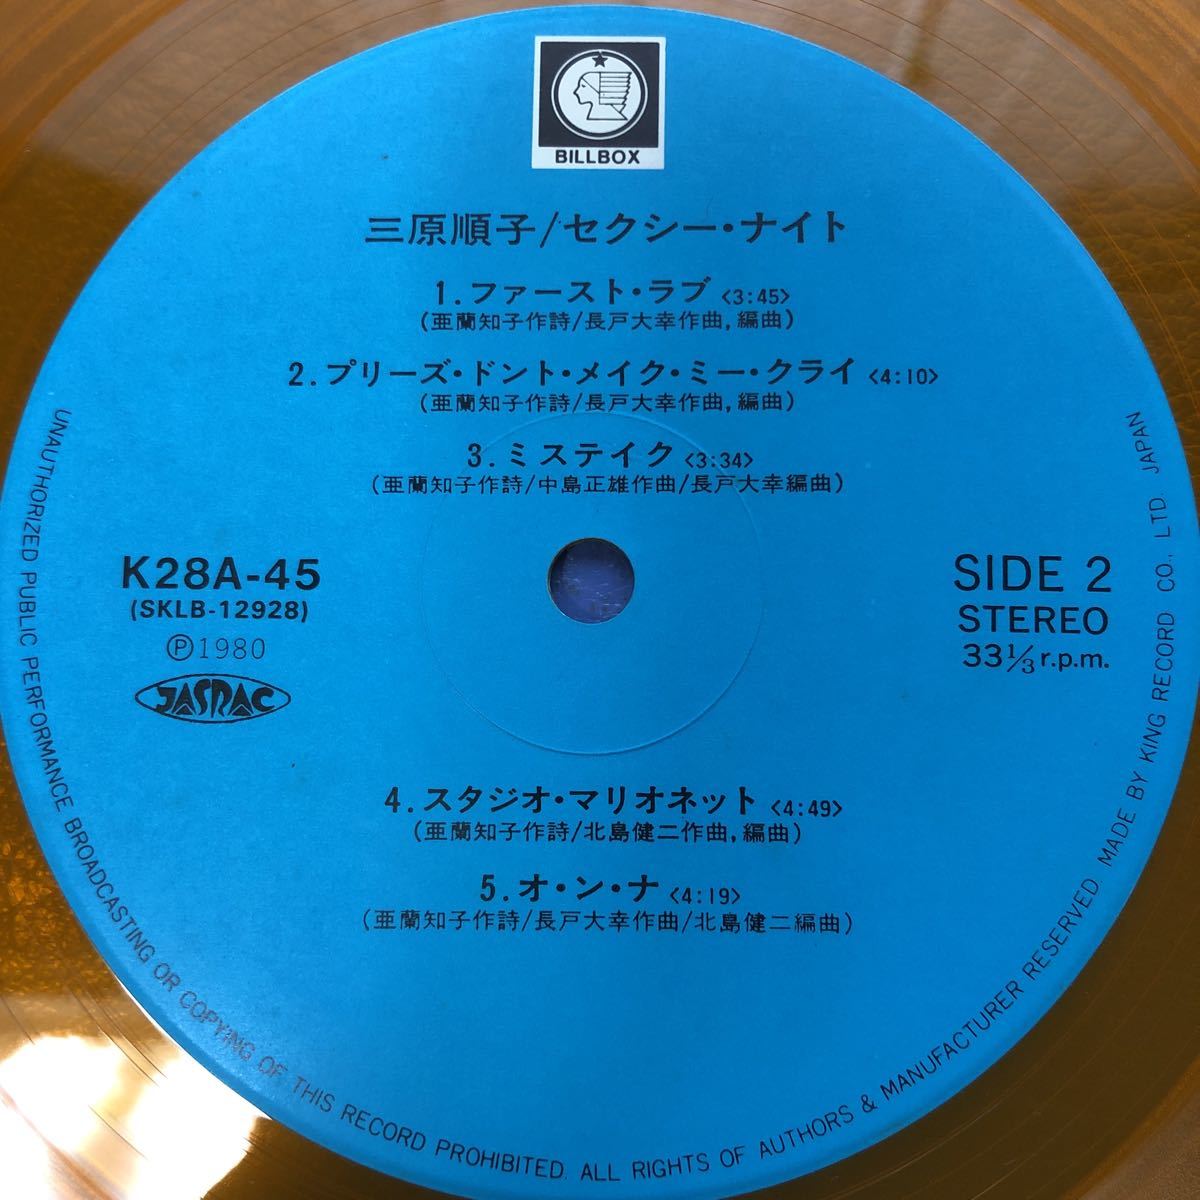 BILLBOX
三原順子/セクシー・ナイト
1.ファースト・ラブ<3:45>
(亜蘭知子作詩/長戸大幸作曲,編曲)
2.プリーズ・ドント・メイク・ミー・クライ<4:10>
(亜蘭知子作詩/長戸大幸作曲,編曲)
3.ミステイク<3:34>
(亜蘭知子作詩/中島正雄作曲/長戸大幸編曲)
K28A-45
(SKLB-12928)
Ⓟ1980
JASRAC
SIDE 2
STEREO
33⅓r.p.m.
4.スタジオ・マリオネット<4:49>
(亜蘭知子作詩/北島健二作曲,編曲)
5.オ・ン・ナ<4:19>
(亜蘭知子作詩/長戸大幸作曲/北島健二編曲)
UNAUTHORIZED PUBLIC PERFORMANCE BROADCASTING OR COPYING OF THIS RECORD PROHIBITED. ALL RIGHTS OF AUTHORS & MANUFACTURER RESERVED MADE BY KING RECORD CO., LTD. JAPAN